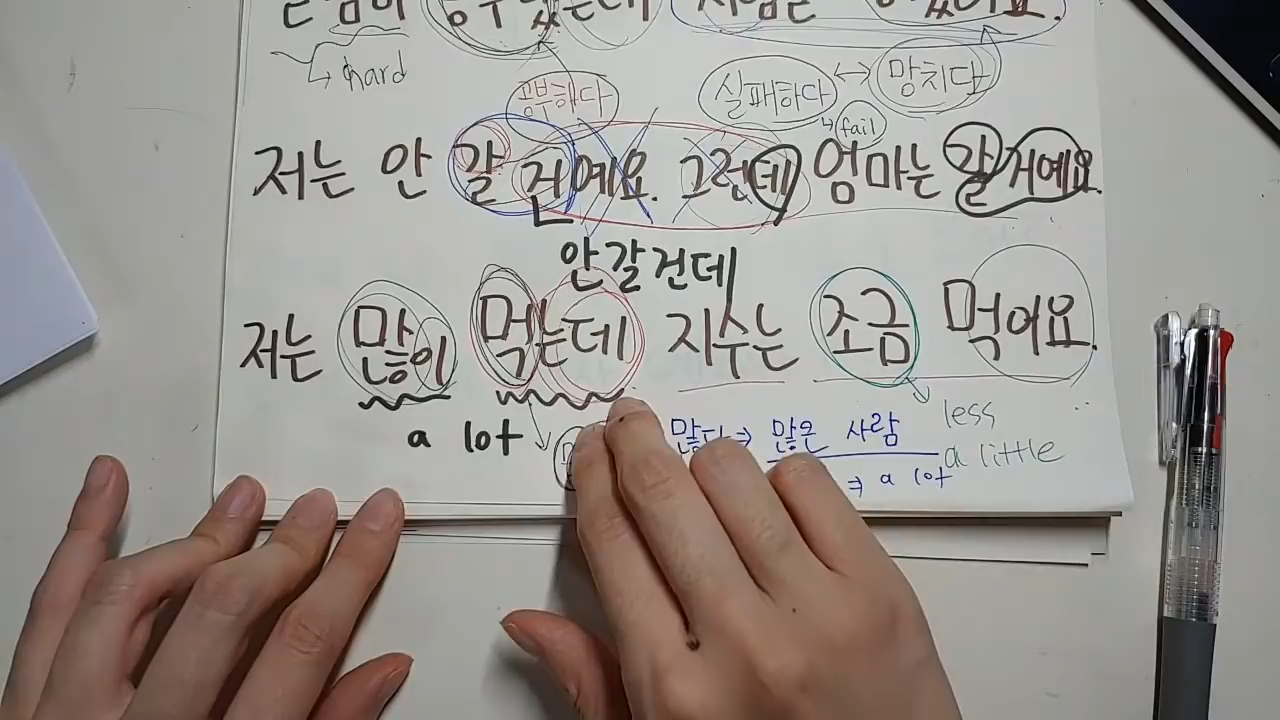 hard
공부하다 실패하다 ↔ 망치다
fail
저는 안 갈 건예요. 그런데 엄마는 갈 거예요.
안갈건데
저는 많이 먹는데 지수는 조금 먹어요.
a lot 많다 ⇒ 많은 사람 less
⇒ a lot a little